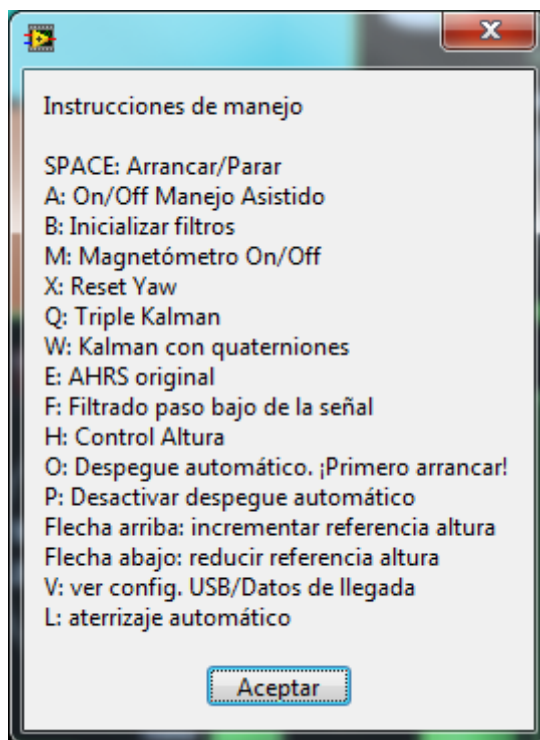 Instrucciones de manejo
SPACE: Arrancar/Parar
A: On/Off Manejo Asistido
B: Inicializar filtros
M: Magnetómetro On/Off
X: Reset Yaw
Q: Triple Kalman
W: Kalman con quaterniones
E: AHRS original
F: Filtrado paso bajo de la señal
H: Control Altura
O: Despegue automático. ¡Primero arrancar!
P: Desactivar despegue automático
Flecha arriba: incrementar referencia altura
Flecha abajo: reducir referencia altura
V: ver config. USB/Datos de llegada
L: aterrizaje automático
Aceptar